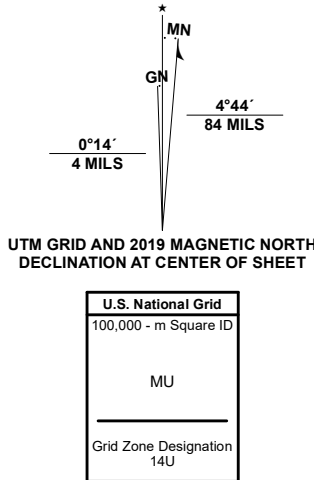 ★
MN
GN
4°44´
84 MILS
0°14´
4 MILS
UTM GRID AND 2019 MAGNETIC NORTH
DECLINATION AT CENTER OF SHEET
U.S. National Grid
100,000 - m Square ID
MU
Grid Zone Designation
14U